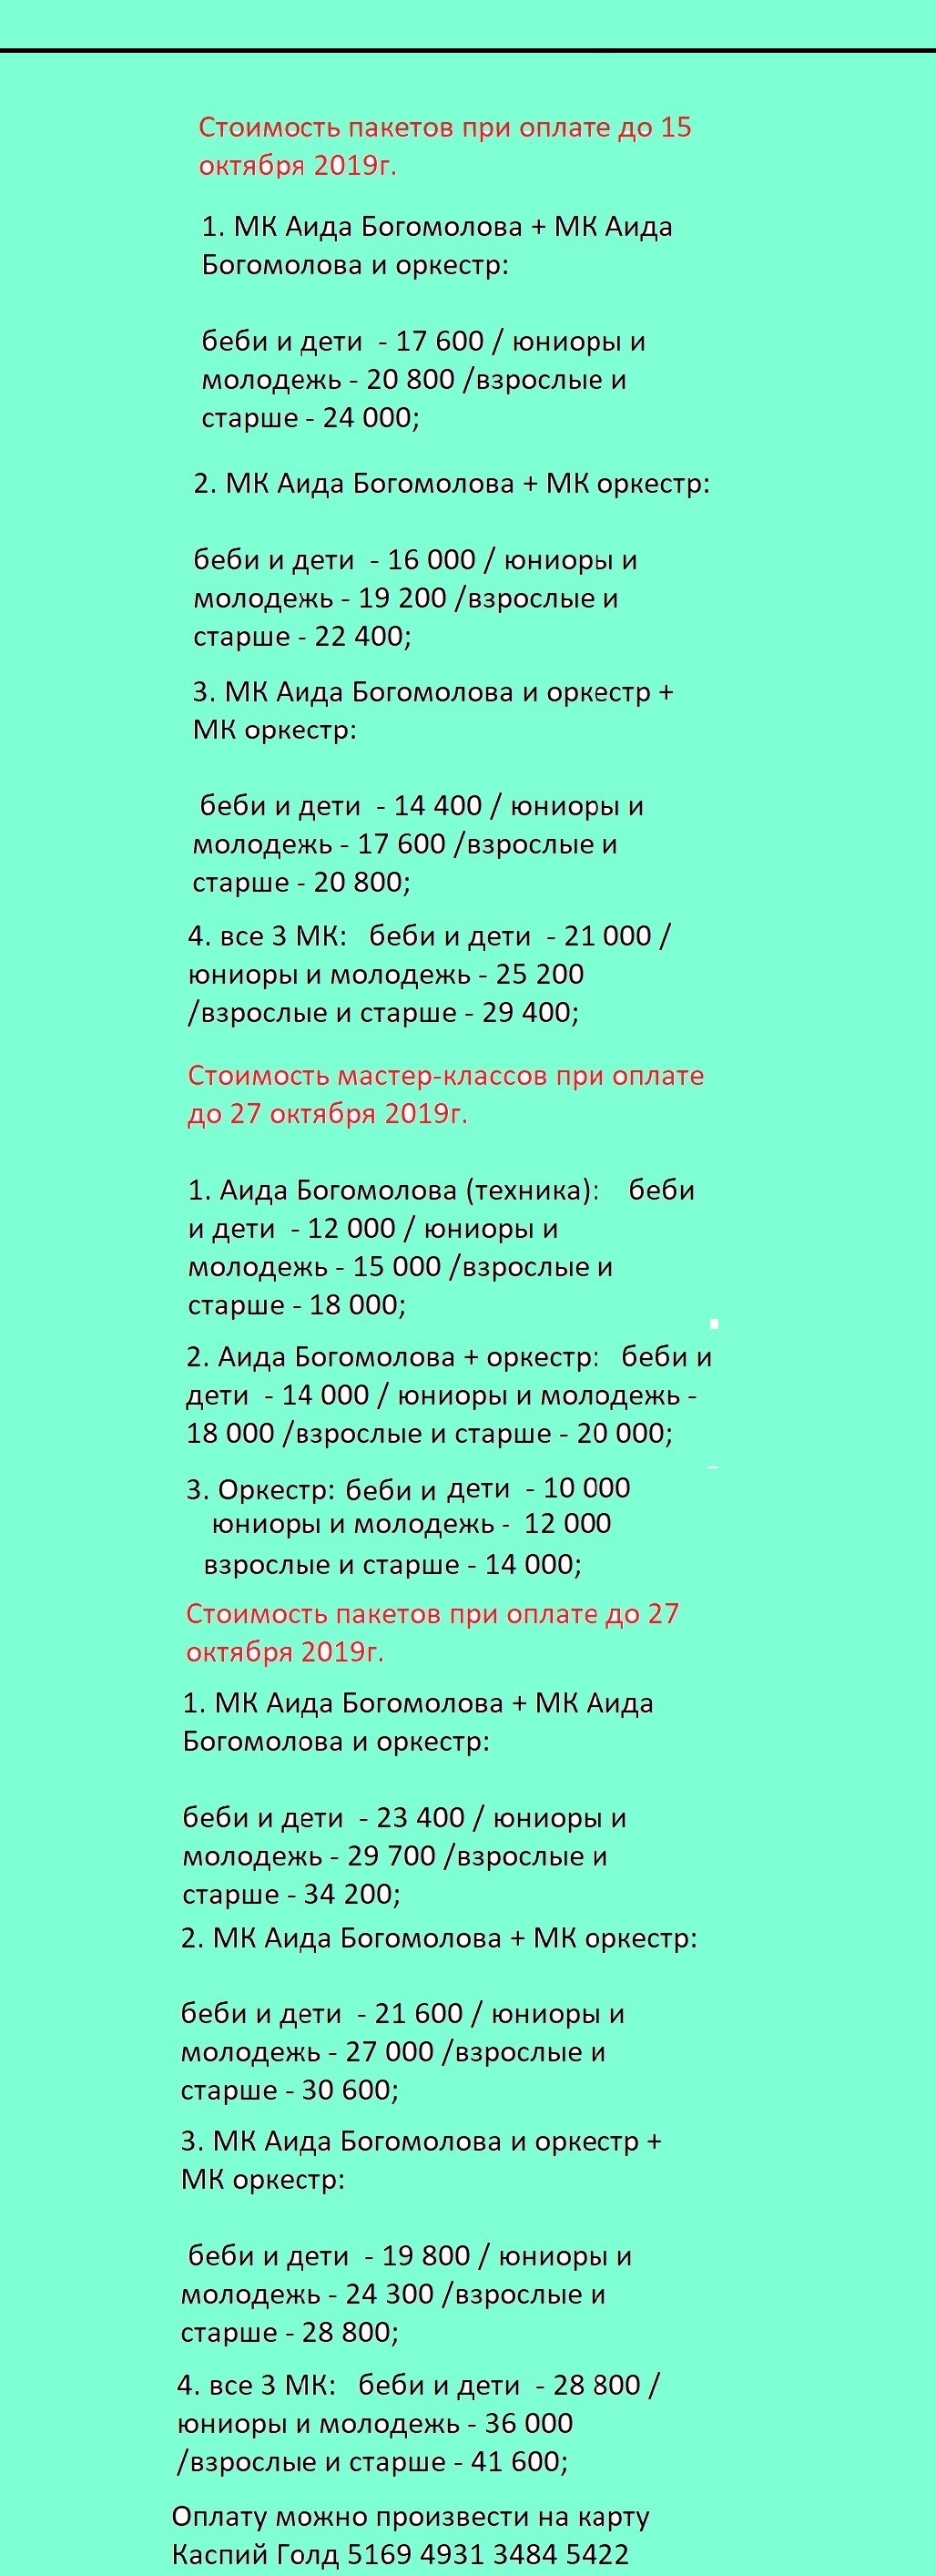 Стоимость пакетов при оплате до 15
октября 2019г.
1. МК Аида Богомолова + МК Аида
Богомолова и оркестр:
беби и дети  - 17 600 / юниоры и
молодежь - 20 800 /взрослые и
старше - 24 000;
2. МК Аида Богомолова + МК оркестр:
беби и дети  - 16 000 / юниоры и
молодежь - 19 200 /взрослые и
старше - 22 400;
3. МК Аида Богомолова и оркестр +
МК оркестр:
беби и дети  - 14 400 / юниоры и
молодежь - 17 600 /взрослые и
старше - 20 800;
4. все 3 МК:   беби и дети  - 21 000 /
юниоры и молодежь - 25 200
/взрослые и старше - 29 400;
Стоимость мастер-классов при оплате
до 27 октября 2019г.
1. Аида Богомолова (техника):    беби
и дети  - 12 000 / юниоры и
молодежь - 15 000 /взрослые и
старше - 18 000;
2. Аида Богомолова + оркестр:   беби и
дети  - 14 000 / юниоры и молодежь -
18 000 /взрослые и старше - 20 000;
3. Оркестр: беби и дети  - 10 000
юниоры и молодежь -  12 000
взрослые и старше - 14 000;
Стоимость пакетов при оплате до 27
октября 2019г.
1. МК Аида Богомолова + МК Аида
Богомолова и оркестр:
беби и дети  - 23 400 / юниоры и
молодежь - 29 700 /взрослые и
старше - 34 200;
2. МК Аида Богомолова + МК оркестр:
беби и дети  - 21 600 / юниоры и
молодежь - 27 000 /взрослые и
старше - 30 600;
3. МК Аида Богомолова и оркестр +
МК оркестр:
беби и дети  - 19 800 / юниоры и
молодежь - 24 300 /взрослые и
старше - 28 800;
4. все 3 МК:   беби и дети  - 28 800 /
юниоры и молодежь - 36 000
/взрослые и старше - 41 600;
Оплату можно произвести на карту
Каспий Голд 5169 4931 3484 5422